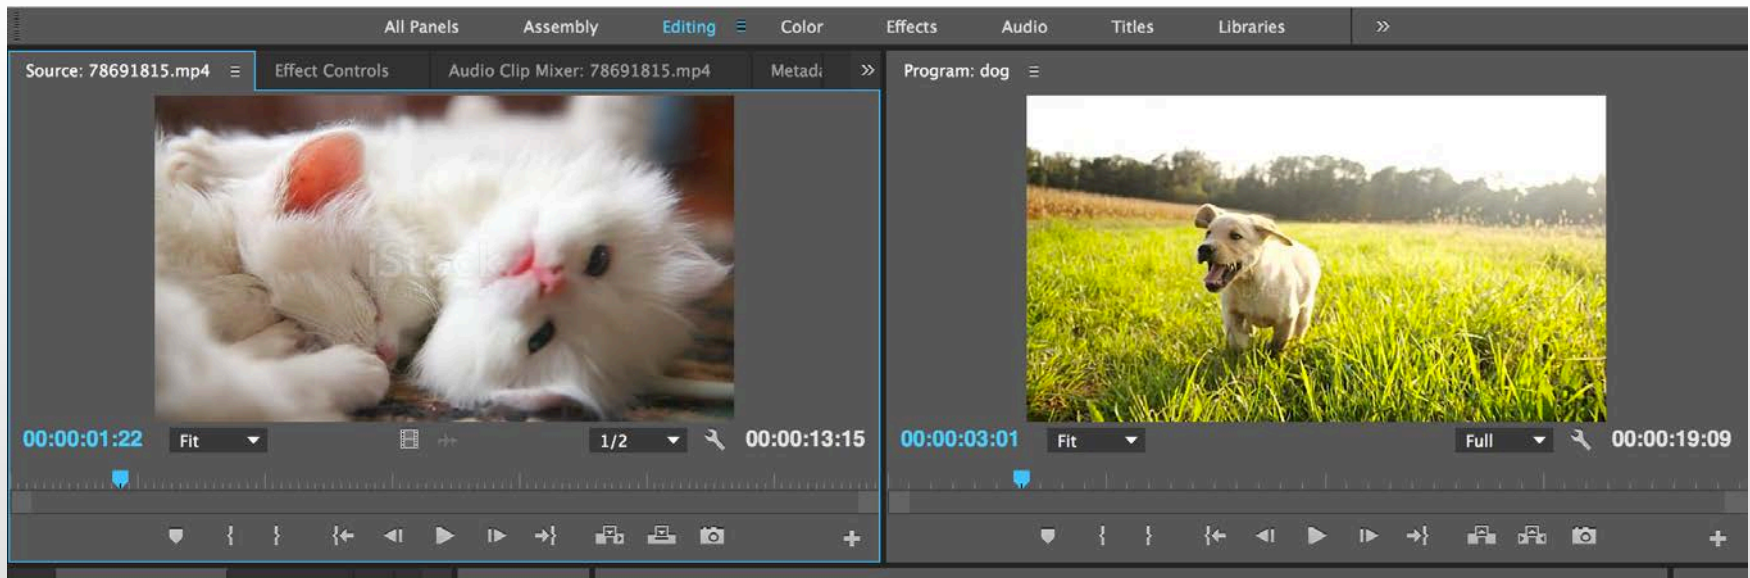 All Panels Assembly Editing Color Effects Audio Titles Libraries
Source: 78691815.mp4 Effect Controls Audio Clip Mixer: 78691815.mp4 Metada
Program: dog
iStock
00:00:01:22 Fit 1/2 00:00:13:15
00:00:03:01 Fit Full 00:00:19:09